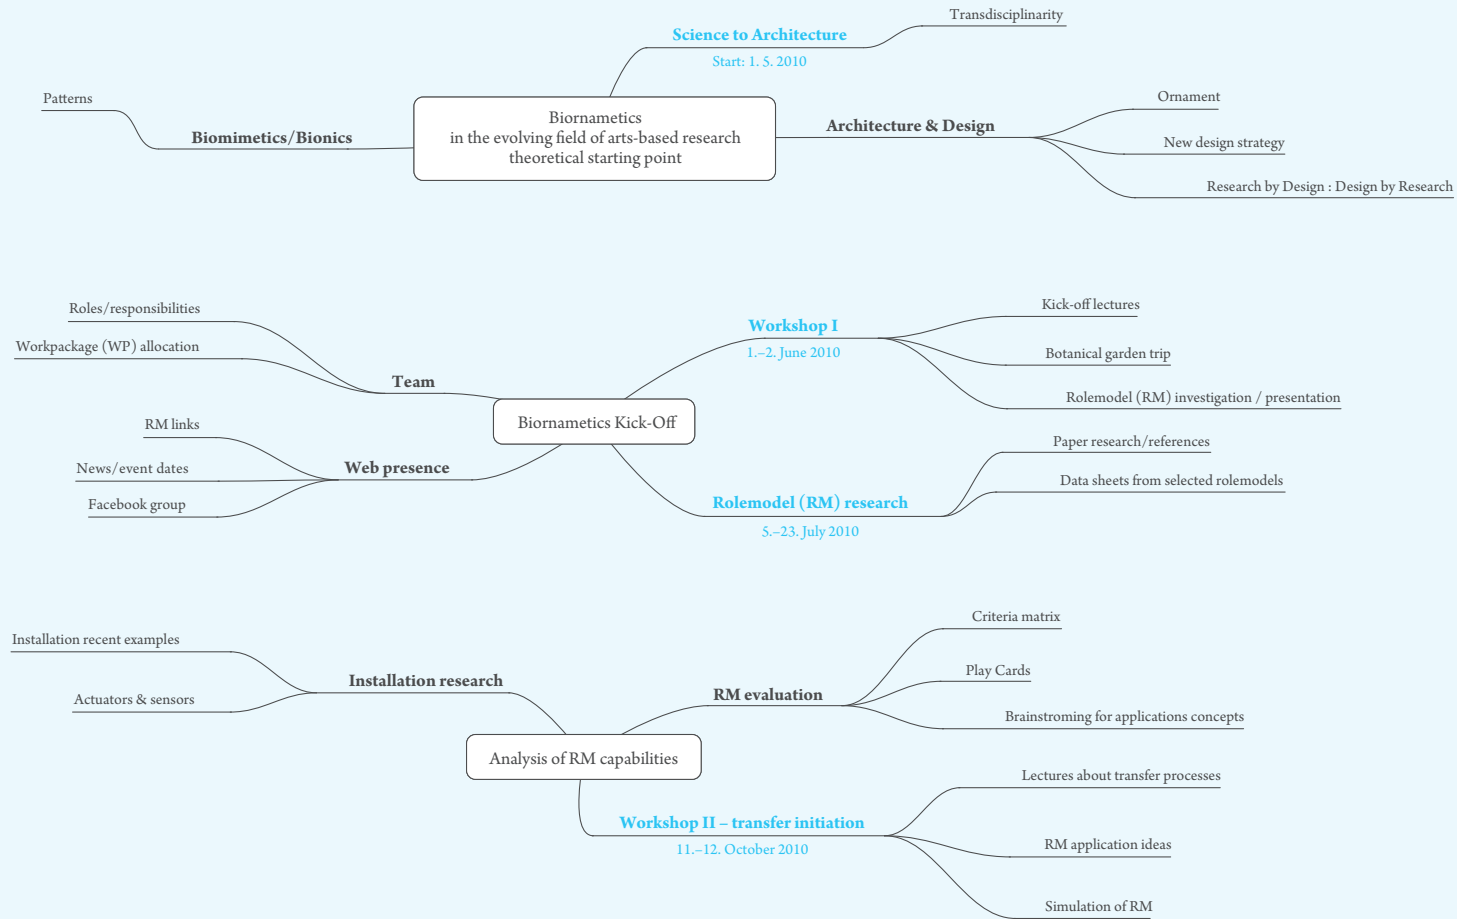 Transdisciplinarity
Science to Architecture
Start: 1. 5. 2010
Patterns
Biomimetics/Bionics
Biornametics
in the evolving field of arts-based research
theoretical starting point
Architecture & Design
Ornament
New design strategy
Research by Design : Design by Research
Roles/responsibilities
Workpackage (WP) allocation
Team
RM links
News/event dates
Facebook group
Web presence
Biornametics Kick-Off
Workshop I
1.–2. June 2010
Kick-off lectures
Botanical garden trip
Rolemodel (RM) investigation / presentation
Rolemodel (RM) research
5.–23. July 2010
Paper research/references
Data sheets from selected rolemodels
Installation recent examples
Actuators & sensors
Installation research
Analysis of RM capabilities
RM evaluation
Criteria matrix
Play Cards
Brainstroming for applications concepts
Workshop II – transfer initiation
11.–12. October 2010
Lectures about transfer processes
RM application ideas
Simulation of RM